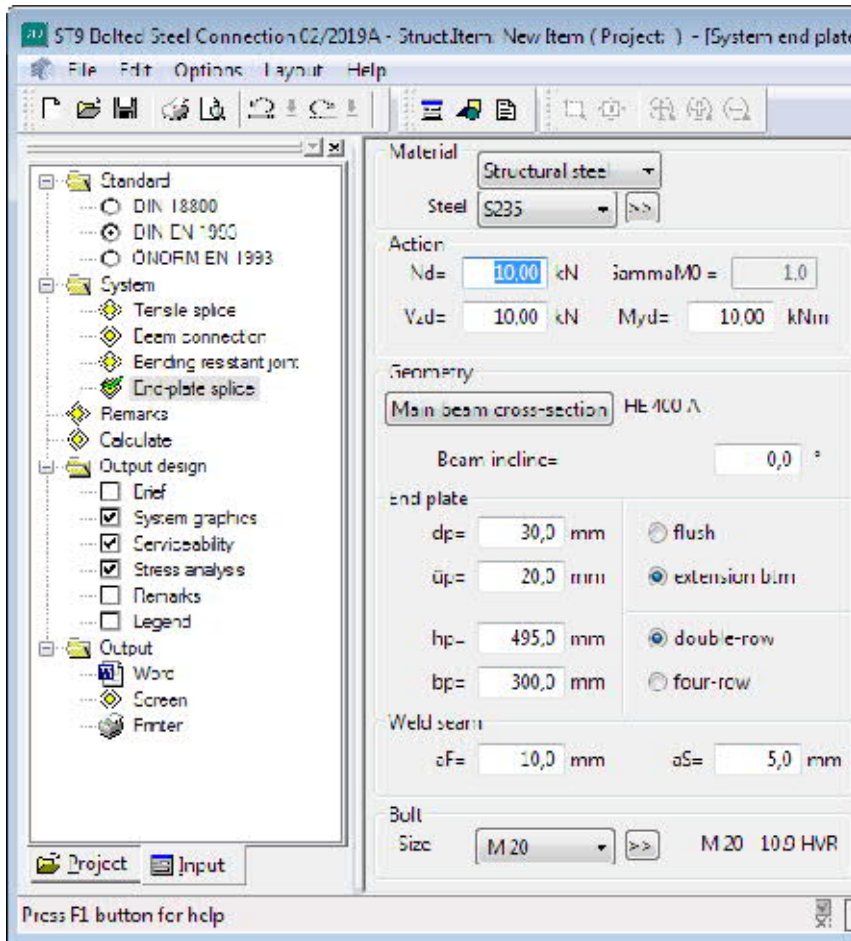 ST9 Bolted Steel Connection 02/2019A - Struct.Item: New Item ( Project: ) - [System end plate
File Edit Options Layout Help
Standard
DIN 18800
DIN EN 1993
ÖNORM EN 1993
System
Tensile splice
Beam connection
Bending resistant joint
End-plate splice
Remarks
Calculate
Output design
Brief
System graphics
Serviceability
Stress analysis
Remarks
Legend
Output
Word
Screen
Printer
Project Input
Material
Structural steel
Steel S235 >>
Action
Nd= 10,00 kN GammaM0 = 1,0
Vzd= 10,00 kN Myd= 10,00 kNm
Geometry
Main beam cross-section HE 400 A
Beam incline= 0,0 °
End plate
dp= 30,0 mm flush
üp= 20,0 mm extension btm
hp= 495,0 mm double-row
bp= 300,0 mm four-row
Weld seam
aF= 10,0 mm aS= 5,0 mm
Bolt
Size M 20 >> M 20 10.9 HVR
Press F1 button for help